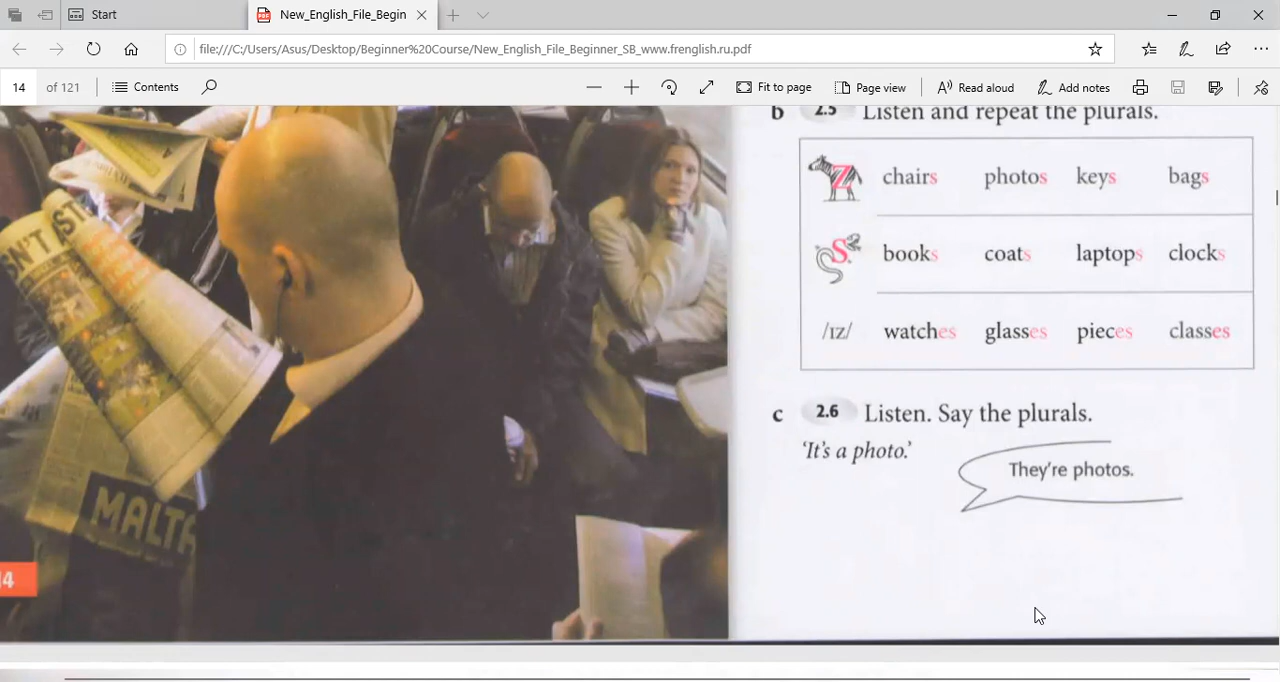 Start
New_English_File_Begin
file:///C:/Users/Asus/Desktop/Beginner%20Course/New_English_File_Beginner_SB_www.frenglish.ru.pdf
14 of 121 Contents Fit to page Page view Read aloud Add notes
b 2.5 Listen and repeat the plurals.
Z chairs photos keys bags
S books coats laptops clocks
/ɪz/ watches glasses pieces classes
c 2.6 Listen. Say the plurals.
‘It’s a photo.’
They’re photos.
SN'T
ST
MALTA
14